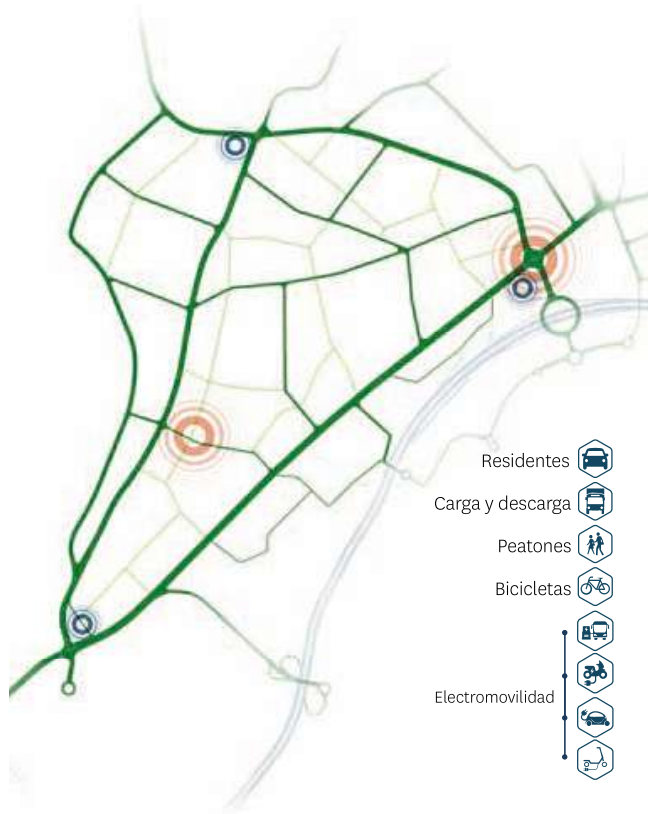 Residentes
Carga y descarga
Peatones
Bicicletas
Electromovilidad